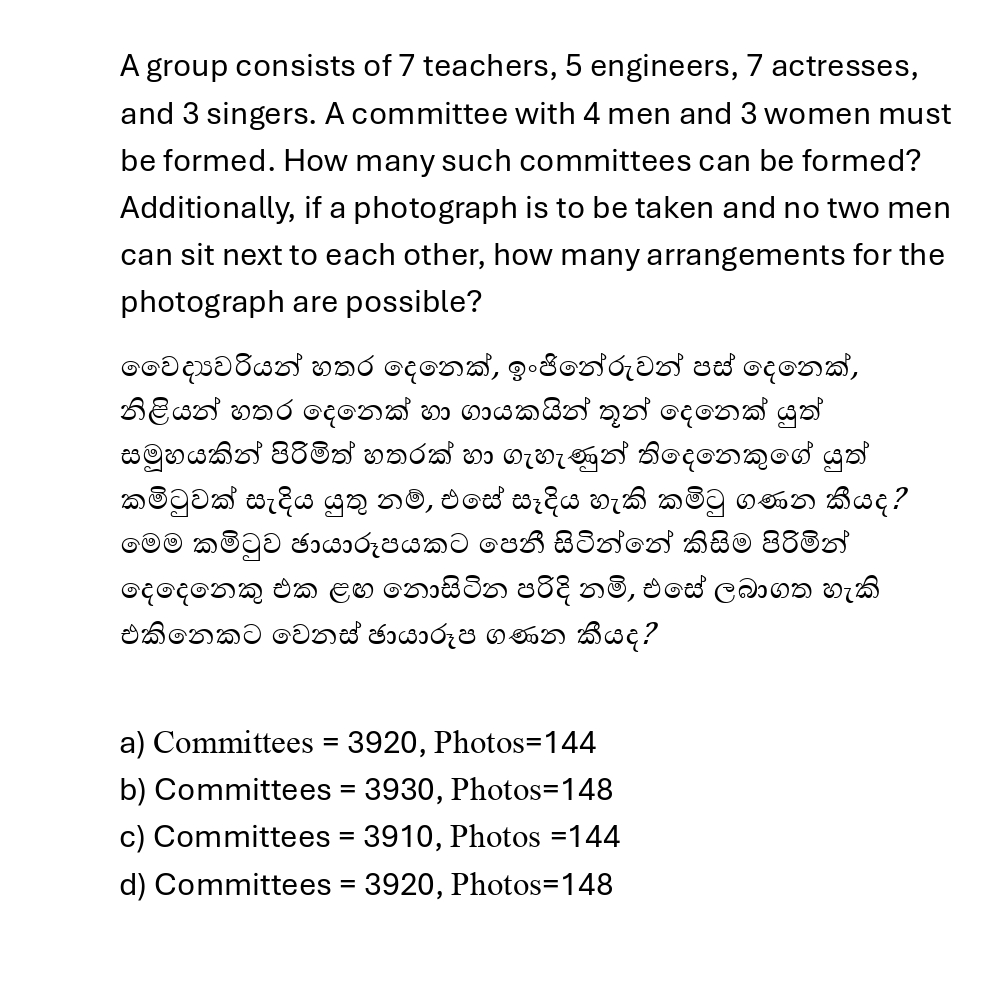 A group consists of 7 teachers, 5 engineers, 7 actresses,
and 3 singers. A committee with 4 men and 3 women must
be formed. How many such committees can be formed?
Additionally, if a photograph is to be taken and no two men
can sit next to each other, how many arrangements for the
photograph are possible?
වෛද්‍යවරියන් හතර දෙනෙක්, ඉංජිනේරුවන් පස් දෙනෙක්,
නිළියන් හතර දෙනෙක් හා ගායකයින් තුන් දෙනෙක් යුත්
සමූහයකින් පිරිමිත් හතරක් හා ගැහැණුන් තිදෙනෙකුගේ යුත්
කමිටුවක් සැදිය යුතු නම්, එසේ සෑදිය හැකි කමිටු ගණන කීයද?
මෙම කමිටුව ඡායාරූපයකට පෙනී සිටින්නේ කිසිම පිරිමින්
දෙදෙනෙකු එක ළඟ නොසිටින පරිදි නම්, එසේ ලබාගත හැකි
එකිනෙකට වෙනස් ඡායාරූප ගණන කීයද?
a) Committees = 3920, Photos=144
b) Committees = 3930, Photos=148
c) Committees = 3910, Photos =144
d) Committees = 3920, Photos=148